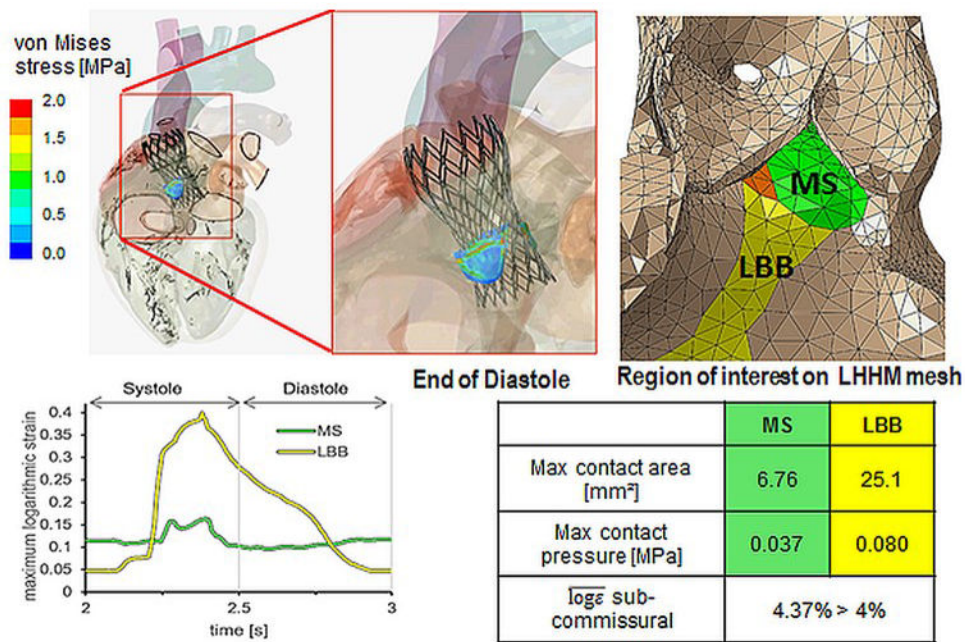 von Mises
stress [MPa]
2.0
1.5
1.0
0.5
0.0
MS
LBB
End of Diastole
Region of interest on LHHM mesh
Systole
Diastole
MS
LBB
maximum logarithmic strain
0.4
0.35
0.3
0.25
0.2
0.15
0.1
0.05
0
2
2.5
3
time [s]
MS LBB
Max contact area
[mm²]
6.76 25.1
Max contact
pressure [MPa]
0.037 0.080
l̅o̅g̅ε̅ sub-
commissural
4.37% > 4%